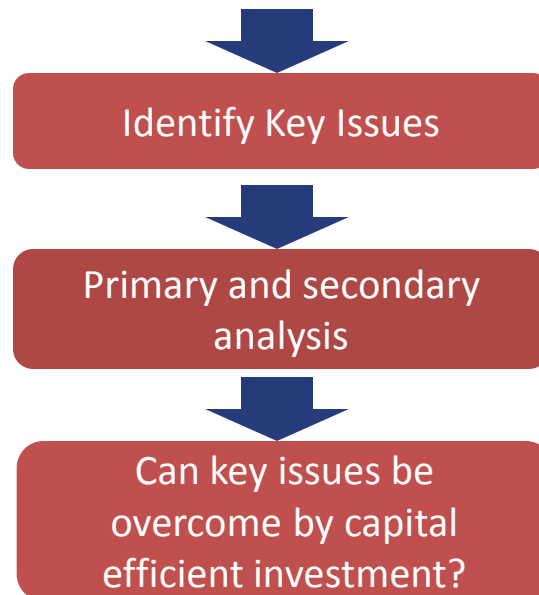 Identify Key Issues
Primary and secondary
analysis
Can key issues be
overcome by capital
efficient investment?